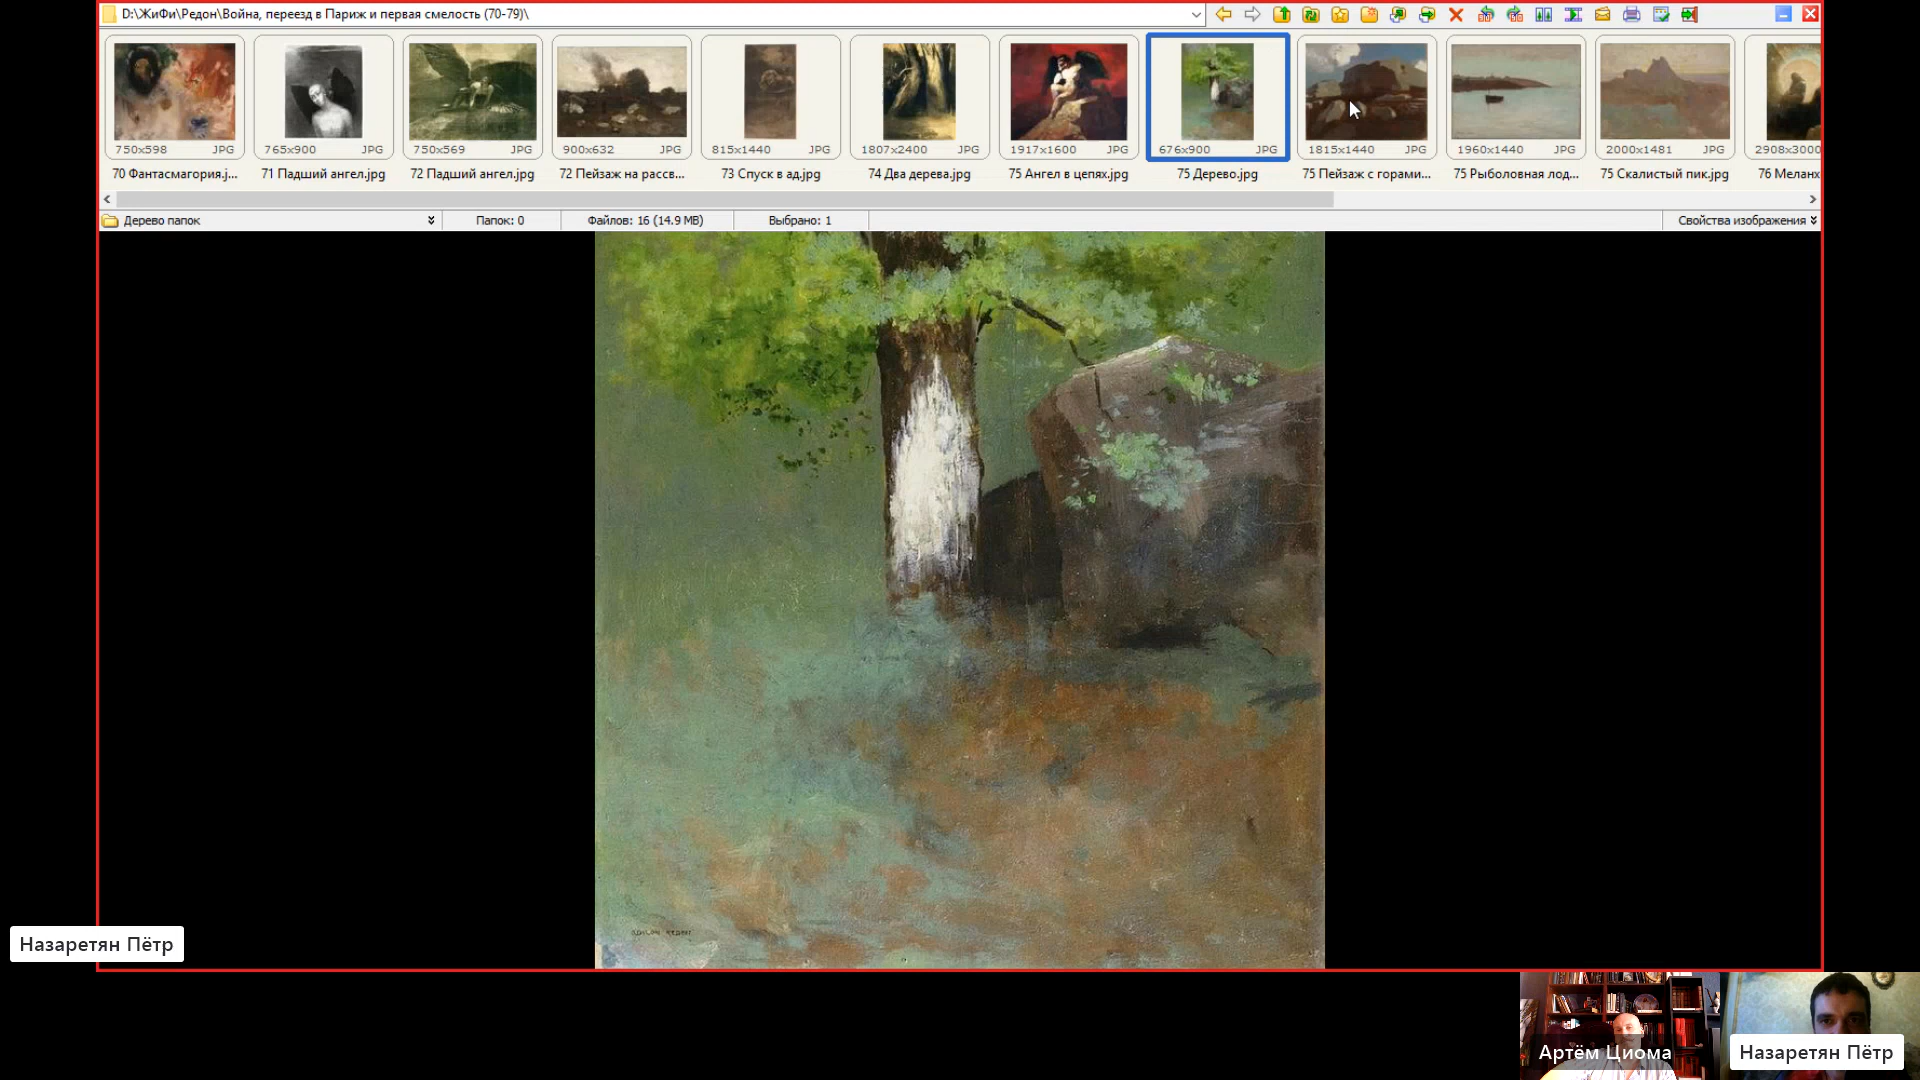 D:\ЖиФи\Редон\Война, переезд в Париж и первая смелость (70-79)\
750x598 JPG
765x900 JPG
750x569 JPG
900x632 JPG
815x1440 JPG
1807x2400 JPG
1917x1600 JPG
676x900 JPG
1815x1440 JPG
1960x1440 JPG
2000x1481 JPG
2908x3000
70 Фантасмагория.j...
71 Падший ангел.jpg
72 Падший ангел.jpg
72 Пейзаж на рассв...
73 Спуск в ад.jpg
74 Два дерева.jpg
75 Ангел в цепях.jpg
75 Дерево.jpg
75 Пейзаж с горами...
75 Рыболовная лод...
75 Скалистый пик.jpg
76 Меланх
Дерево папок
Папок: 0
Файлов: 16 (14.9 MB)
Выбрано: 1
Свойства изображения
ODILON REDON
Назаретян Пётр
Артём Циома
Назаретян Пётр